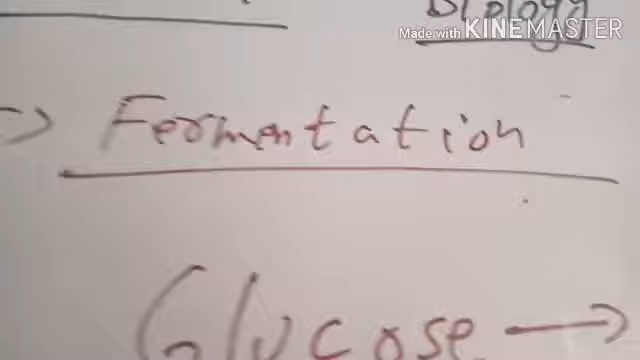 Biology
Made with KINEMASTER
→ Fermentation
Glucose →